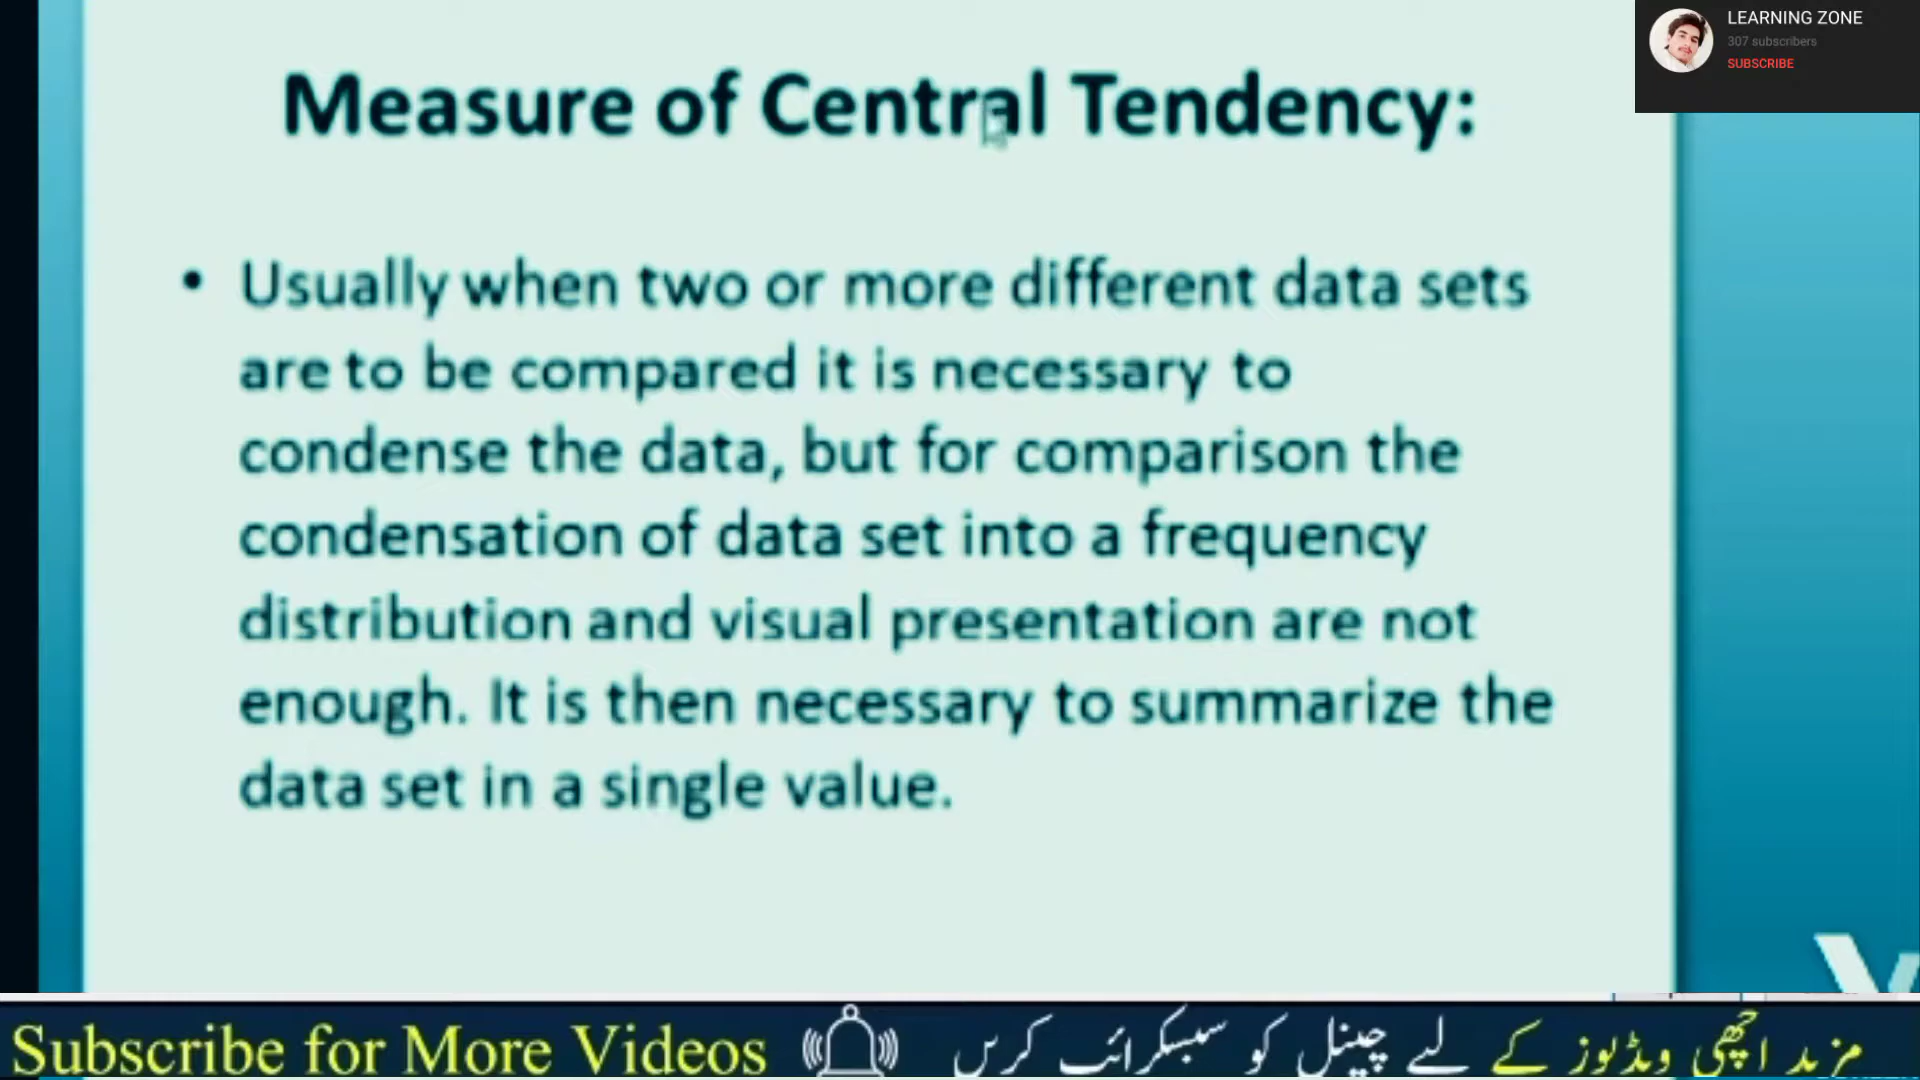 LEARNING ZONE
307 subscribers
SUBSCRIBE
Measure of Central Tendency:
• Usually when two or more different data sets
are to be compared it is necessary to
condense the data, but for comparison the
condensation of data set into a frequency
distribution and visual presentation are not
enough. It is then necessary to summarize the
data set in a single value.
Subscribe for More Videos
مزید اچھی ویڈیوز کے لیے چینل کو سبسکرائب کریں